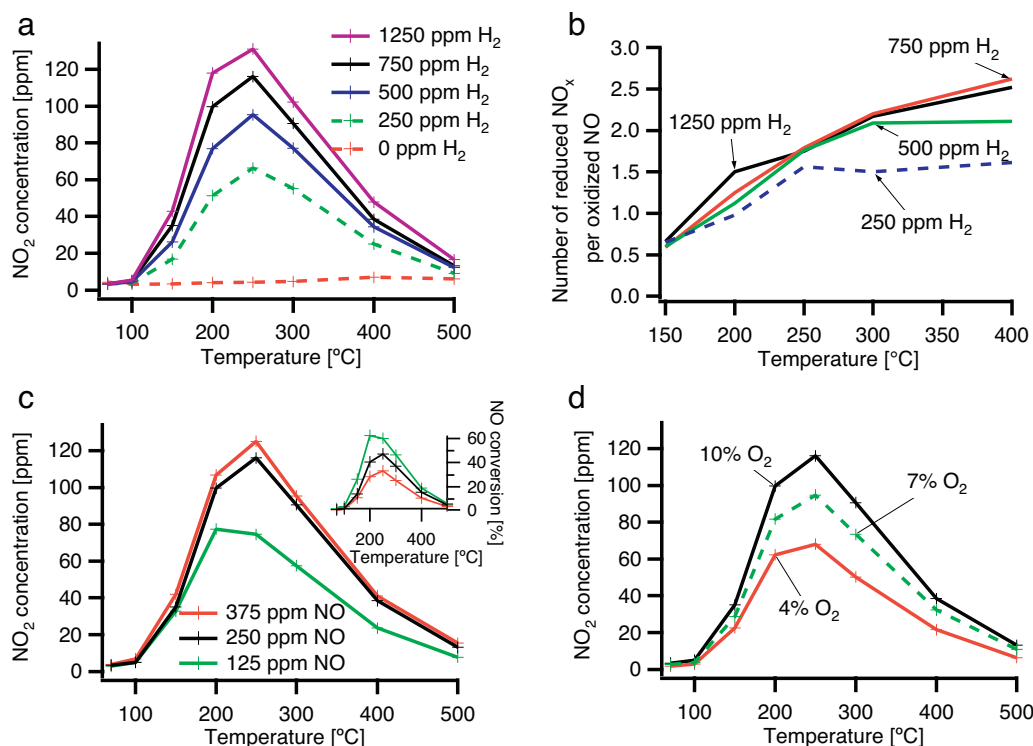 a
NO₂ concentration [ppm]
120
100
80
60
40
20
0
100 200 300 400 500
Temperature [ºC]
1250 ppm H₂
750 ppm H₂
500 ppm H₂
250 ppm H₂
0 ppm H₂
b
Number of reduced NOₓ
per oxidized NO
3.0
2.5
2.0
1.5
1.0
0.5
0.0
150 200 250 300 350 400
Temperature [°C]
750 ppm H₂
1250 ppm H₂
500 ppm H₂
250 ppm H₂
c
NO₂ concentration [ppm]
120
100
80
60
40
20
0
100 200 300 400 500
Temperature [ºC]
375 ppm NO
250 ppm NO
125 ppm NO
NO
conversion [%]
60
40
20
0
200 400
Temperature [°C]
d
NO₂ concentration [ppm]
120
100
80
60
40
20
0
100 200 300 400 500
Temperature [ºC]
10% O₂
7% O₂
4% O₂